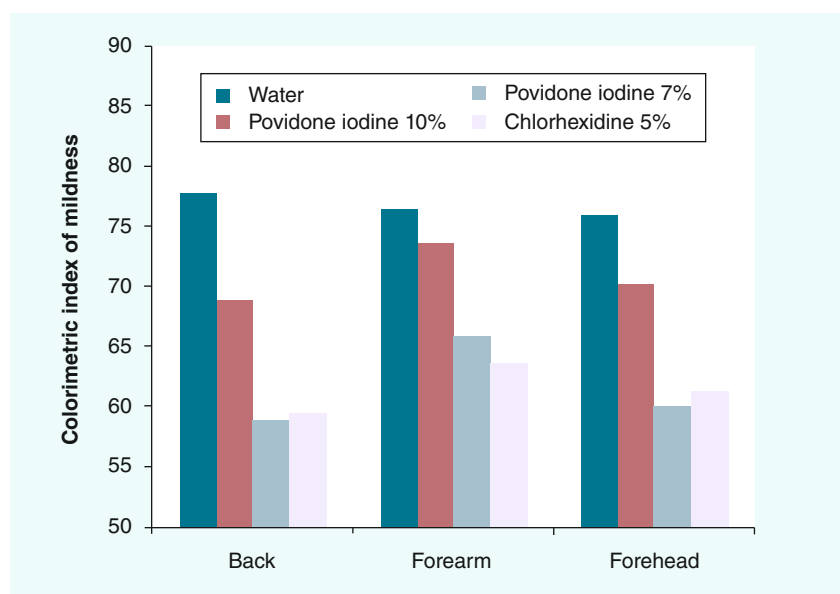 Colorimetric index of mildness
90
85
80
75
70
65
60
55
50
Water
Povidone iodine 10%
Povidone iodine 7%
Chlorhexidine 5%
Back
Forearm
Forehead